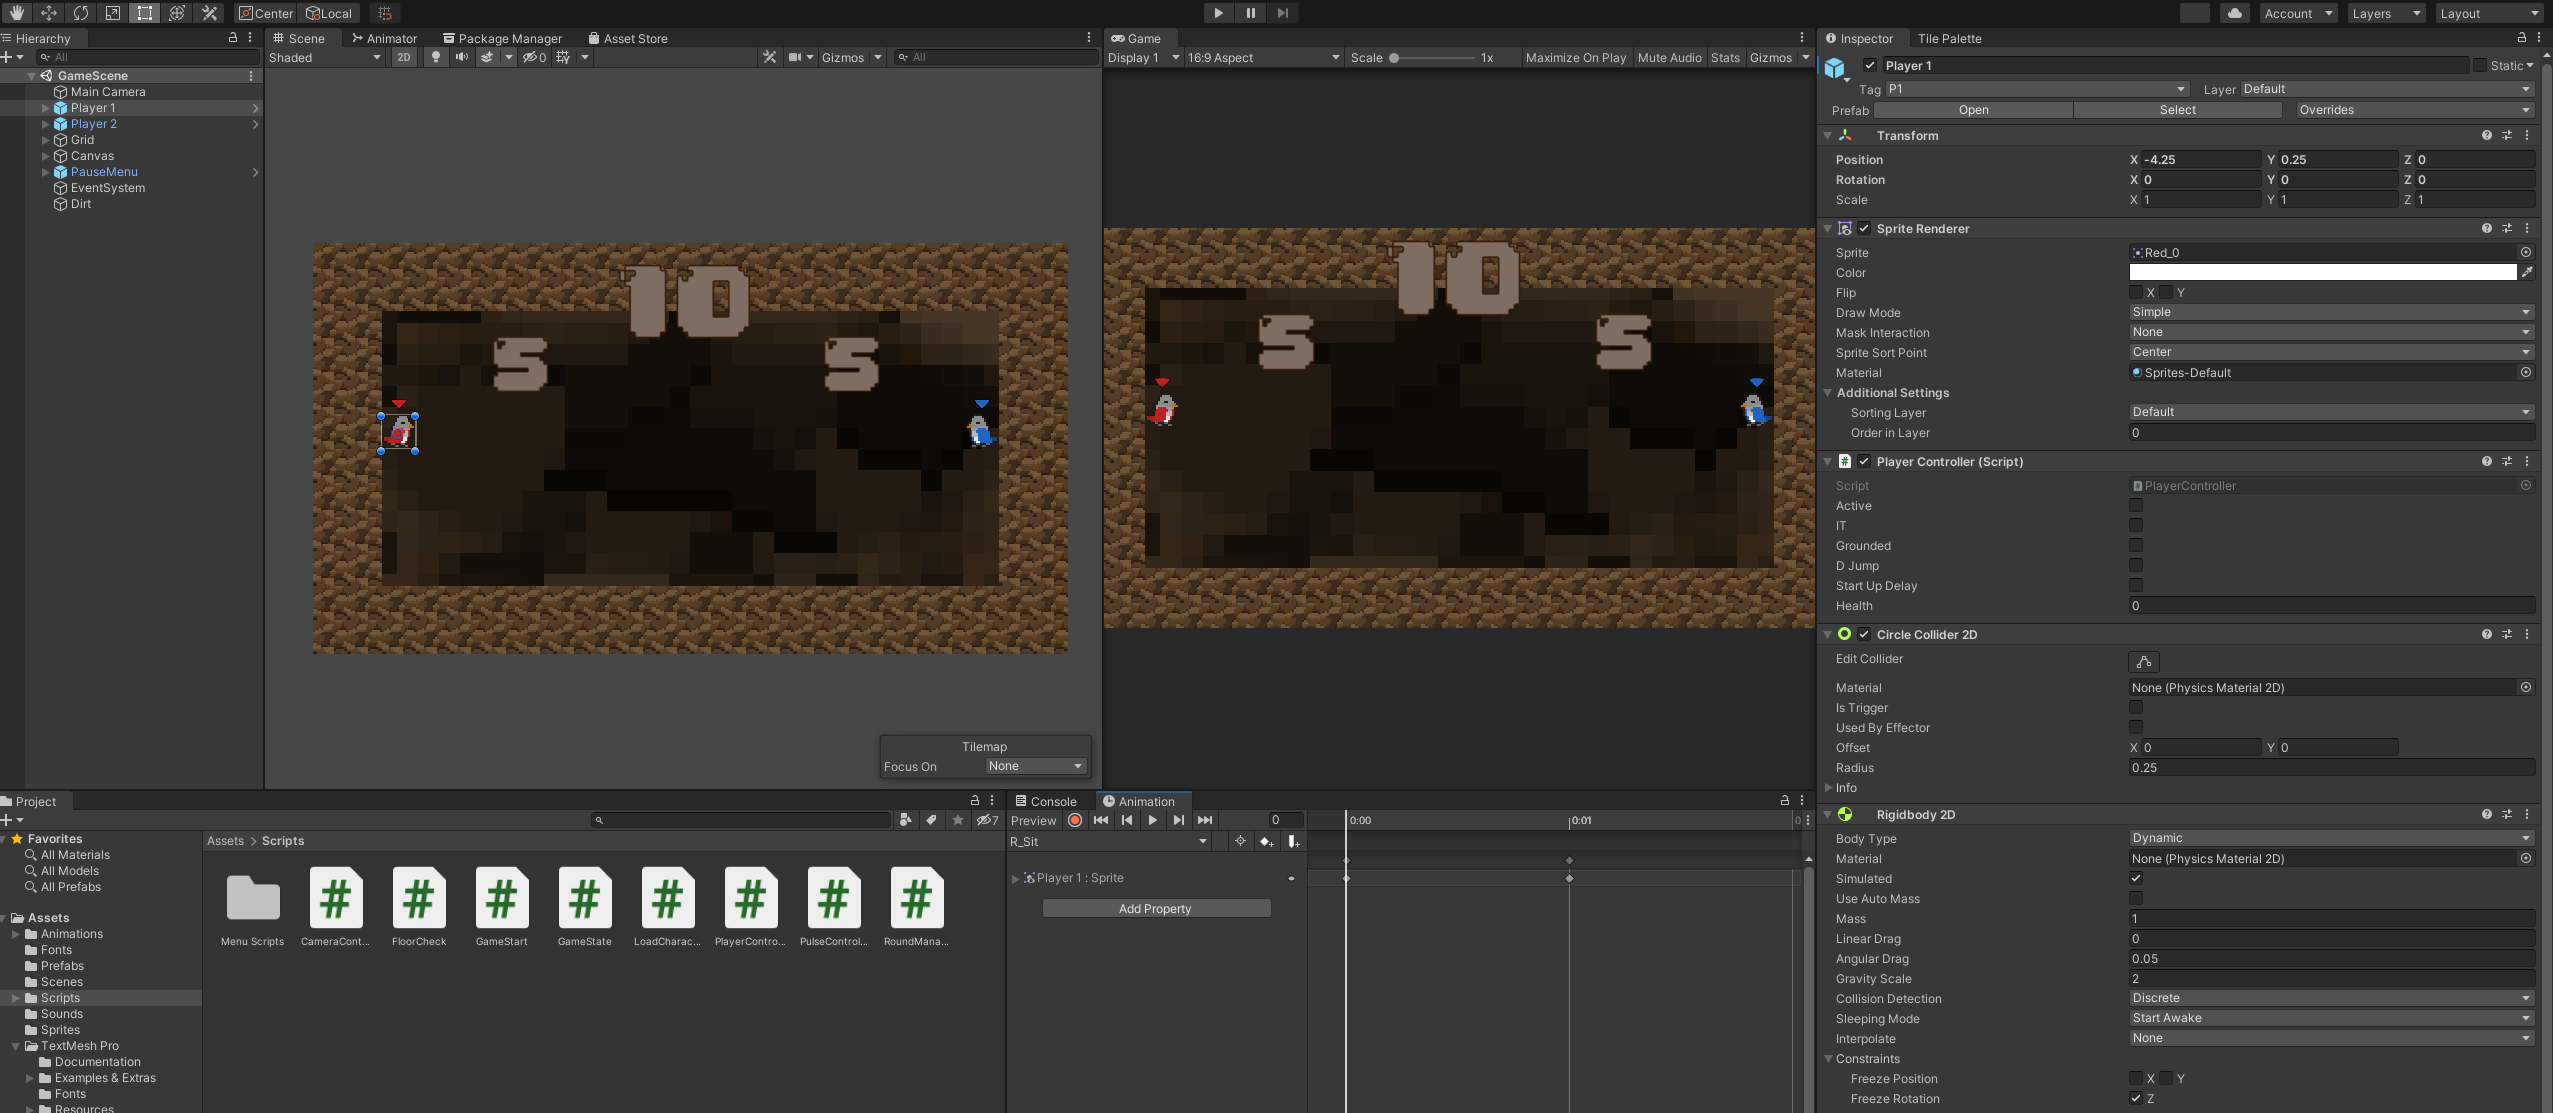 Center Local
Account Layers Layout
Hierarchy
All
GameScene
Main Camera
Player 1
Player 2
Grid
Canvas
PauseMenu
EventSystem
Dirt
Scene Animator Package Manager Asset Store
Shaded 2D 0 Gizmos All
10
5 5
Tilemap
Focus On None
Game
Display 1 16:9 Aspect Scale 1x Maximize On Play Mute Audio Stats Gizmos
10
5 5
Inspector Tile Palette
Player 1 Static
Tag P1 Layer Default
Prefab Open Select Overrides
Transform
Position X -4.25 Y 0.25 Z 0
Rotation X 0 Y 0 Z 0
Scale X 1 Y 1 Z 1
Sprite Renderer
Sprite Red_0
Color
Flip X Y
Draw Mode Simple
Mask Interaction None
Sprite Sort Point Center
Material Sprites-Default
Additional Settings
Sorting Layer Default
Order in Layer 0
# Player Controller (Script)
Script PlayerController
Active
IT
Grounded
D Jump
Start Up Delay
Health 0
Circle Collider 2D
Edit Collider
Material None (Physics Material 2D)
Is Trigger
Used By Effector
Offset X 0 Y 0
Radius 0.25
Info
Rigidbody 2D
Body Type Dynamic
Material None (Physics Material 2D)
Simulated
Use Auto Mass
Mass 1
Linear Drag 0
Angular Drag 0.05
Gravity Scale 2
Collision Detection Discrete
Sleeping Mode Start Awake
Interpolate None
Constraints
Freeze Position X Y
Freeze Rotation Z
Project
7
Favorites
All Materials
All Models
All Prefabs
Assets
Animations
Fonts
Prefabs
Scenes
Scripts
Sounds
Sprites
TextMesh Pro
Documentation
Examples & Extras
Fonts
Resources
Assets > Scripts
# # # # # # # #
Menu Scripts CameraCont... FloorCheck GameStart GameState LoadCharac... PlayerContro... PulseControl... RoundMana...
Console Animation
Preview 0 0:00 0:01 0
R_Sit
Player 1 : Sprite
Add Property